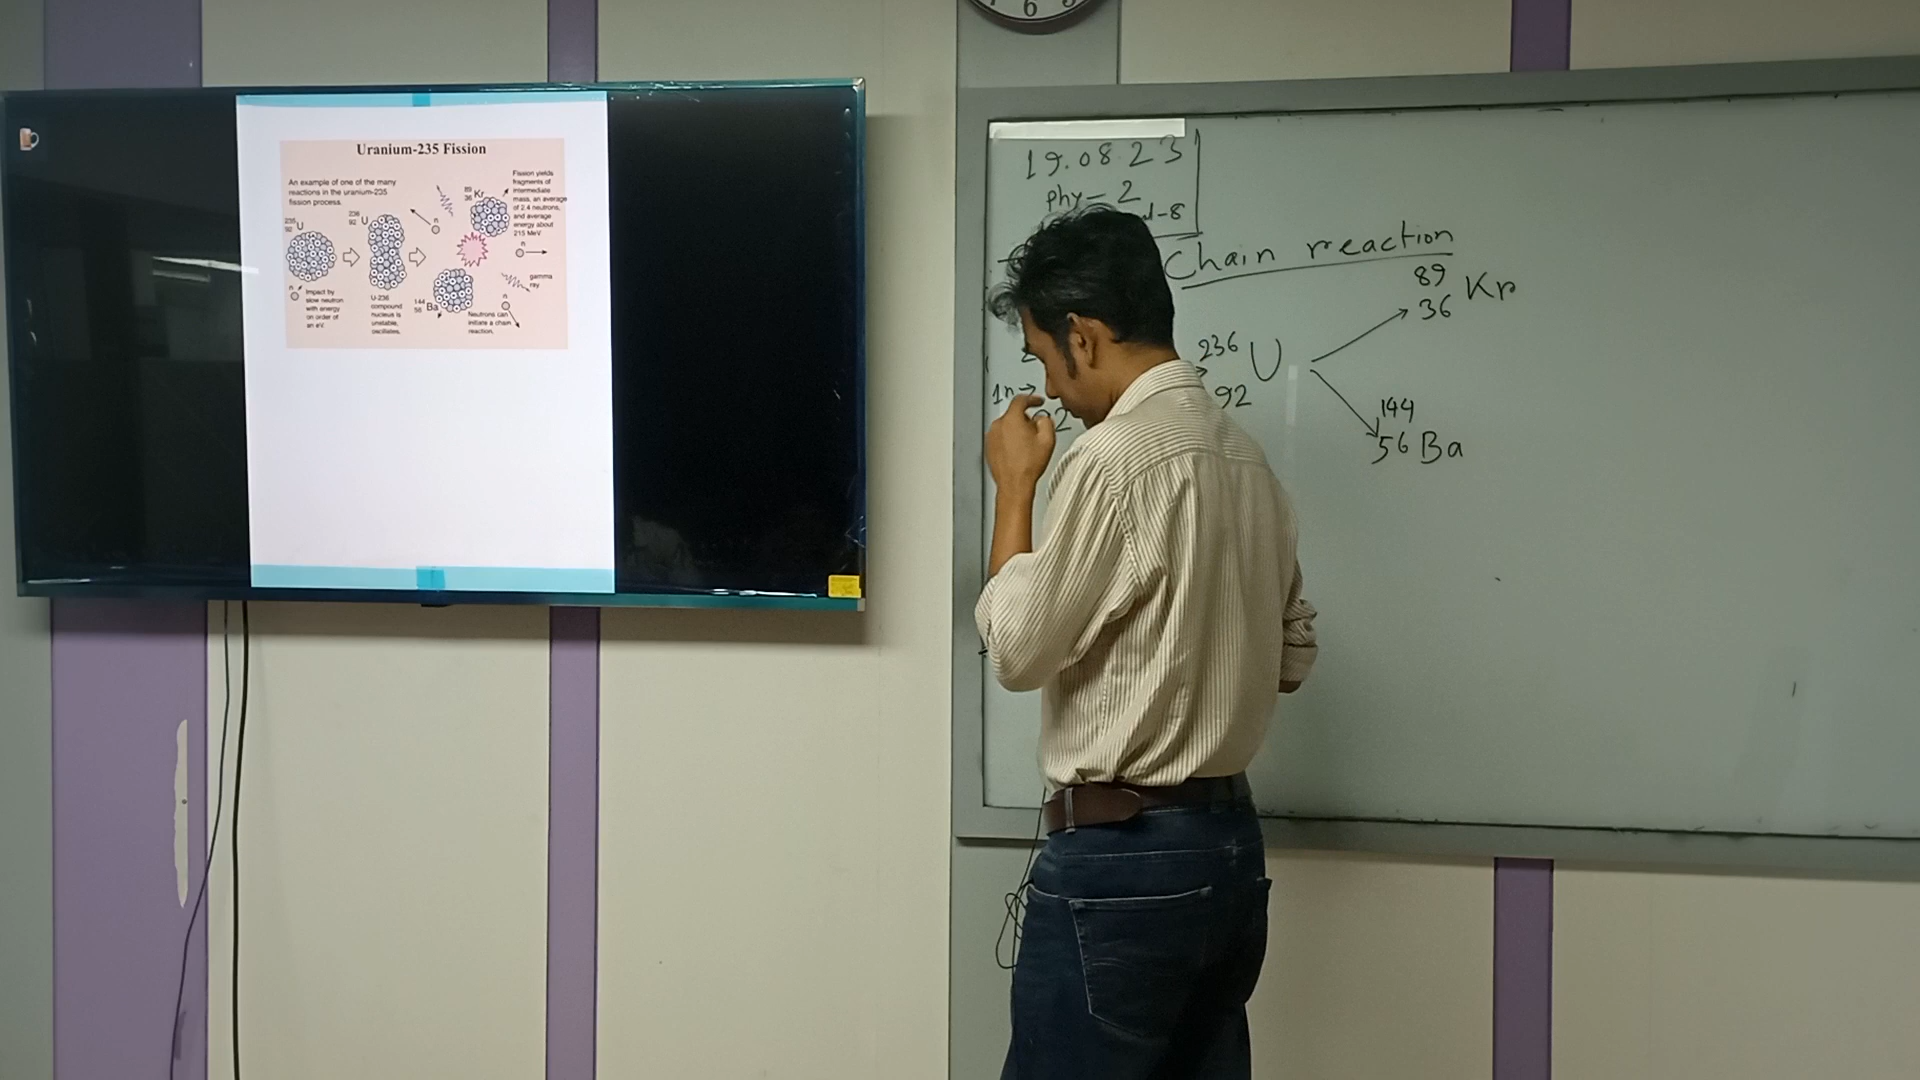 6
Uranium-235 Fission
An example of one of the many
reactions in the uranium-235
fission process.
235
92 U
236
92 U
n
89
36 Kr
Fission yields
fragments of
intermediate
mass, an average
of 2.4 neutrons,
and average
energy about
215 MeV
n
n
Impact by
slow neutron
with energy
on order of
an eV.
U-236
compound
nucleus is
unstable,
oscillates.
144
56 Ba
gamma
ray
n
Neutrons can
initiate a chain
reaction.
19.08.23
phy-2
-8
Chain reaction
89
36 Kr
1n
236
92 U
144
56 Ba